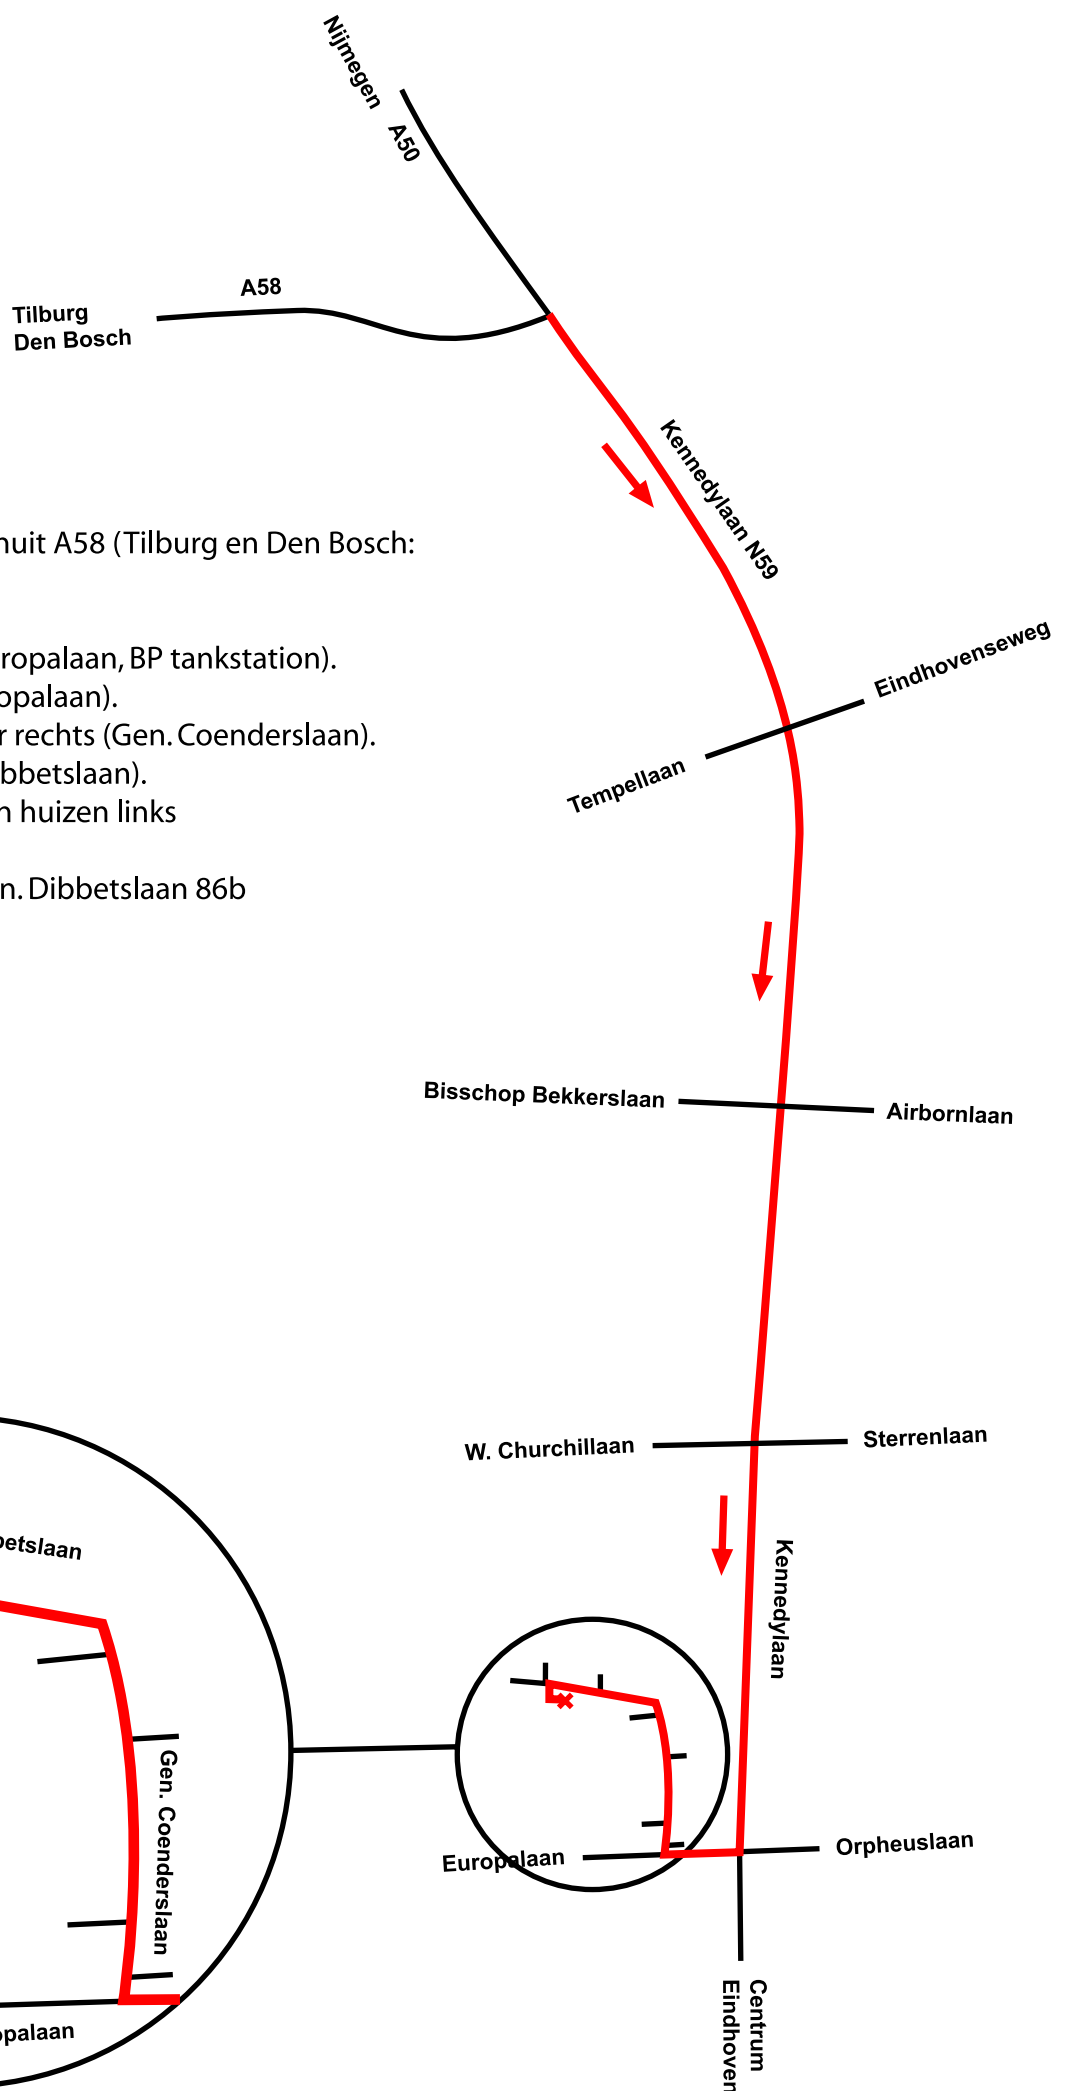 Nijmegen
A50
A58
Tilburg
Den Bosch
Kennedylaan N59
nuit A58 (Tilburg en Den Bosch:
Eindhovenseweg
ropalaan, BP tankstation).
opalaan).
r rechts (Gen. Coenderslaan).
Tempellaan
bbetslaan).
n huizen links
n. Dibbetslaan 86b
Bisschop Bekkerslaan
Airbornlaan
W. Churchillaan
Sterrenlaan
betslaan
Kennedylaan
Gen. Coenderslaan
Europalaan
Orpheuslaan
opalaan
Centrum
Eindhoven